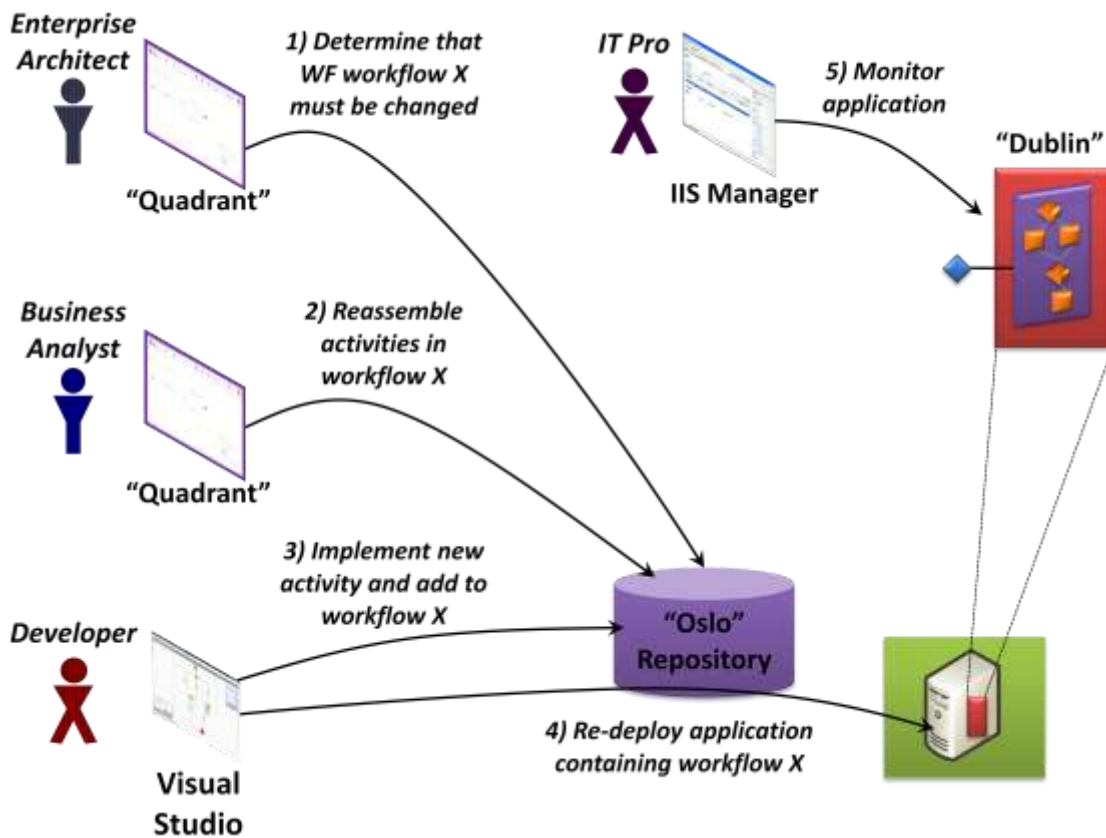 Enterprise
Architect
1) Determine that
WF workflow X
must be changed
“Quadrant”
IT Pro
5) Monitor
application
IIS Manager
“Dublin”
Business
Analyst
2) Reassemble
activities in
workflow X
“Quadrant”
3) Implement new
activity and add to
workflow X
Developer
Visual
Studio
“Oslo”
Repository
4) Re-deploy application
containing workflow X